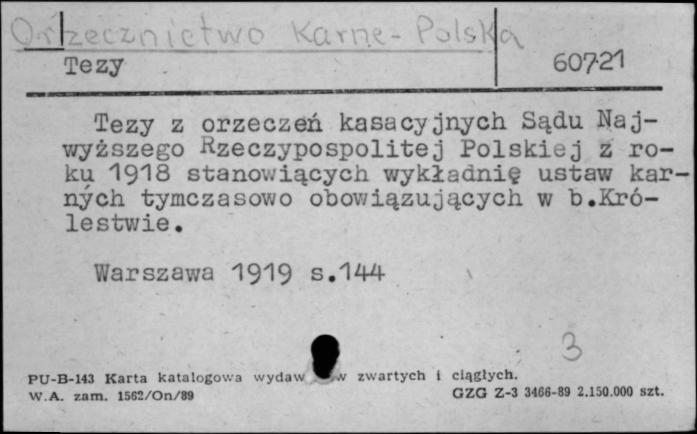 Orzecznictwo Karne - Polska
Tezy 60721
Tezy z orzeczeń kasacyjnych Sądu Naj-
wyższego Rzeczypospolitej Polskiej z ro-
ku 1918 stanowiących wykładnię ustaw kar-
nych tymczasowo obowiązujących w b.Kró-
lestwie.
Warszawa 1919 s.144
3
PU-B-143 Karta katalogowa wydaw w zwartych i ciągłych.
W.A. zam. 1562/On/89 GZG Z-3 3466-89 2.150.000 szt.